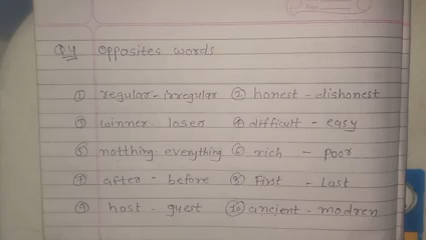 Q4 Opposites words
① regular - irregular ② honest - dishonest
③ winner loser ④ difficult - easy
⑤ notthing - everything ⑥ rich - poor
⑦ after - before ⑧ First - Last
⑨ host - guest ⑩ ancient - modren